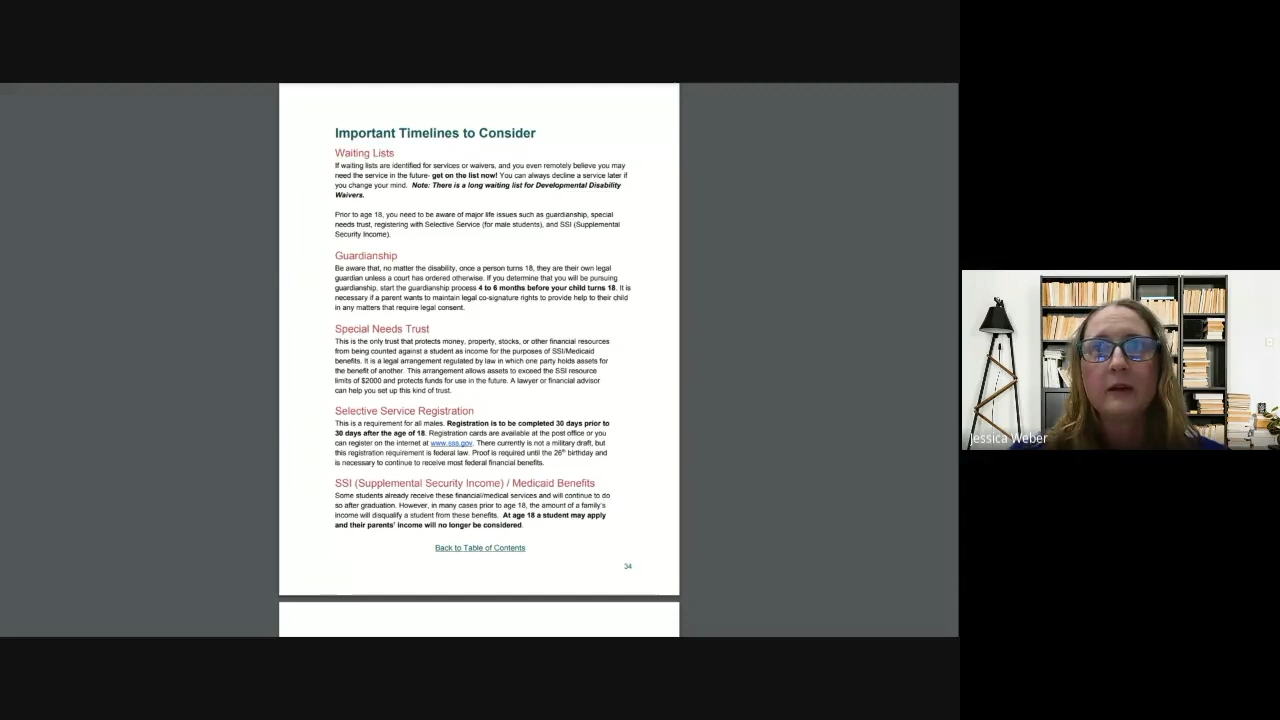 Important Timelines to Consider
Waiting Lists
If waiting lists are identified for services or waivers, and you even remotely believe you may
need the service in the future- get on the list now! You can always decline a service later if
you change your mind. Note: There is a long waiting list for Developmental Disability
Waivers.
Prior to age 18, you need to be aware of major life issues such as guardianship, special
needs trust, registering with Selective Service (for male students), and SSI (Supplemental
Security Income).
Guardianship
Be aware that, no matter the disability, once a person turns 18, they are their own legal
guardian unless a court has ordered otherwise. If you determine that you will be pursuing
guardianship, start the guardianship process 4 to 6 months before your child turns 18. It is
necessary if a parent wants to maintain legal co-signature rights to provide help to their child
in any matters that require legal consent.
Special Needs Trust
This is the only trust that protects money, property, stocks, or other financial resources
from being counted against a student as income for the purposes of SSI/Medicaid
benefits. It is a legal arrangement regulated by law in which one party holds assets for
the benefit of another. This arrangement allows assets to exceed the SSI resource
limits of $2000 and protects funds for use in the future. A lawyer or financial advisor
can help you set up this kind of trust.
Selective Service Registration
This is a requirement for all males. Registration is to be completed 30 days prior to
30 days after the age of 18. Registration cards are available at the post office or you
can register on the internet at www.sss.gov. There currently is not a military draft, but
this registration requirement is federal law. Proof is required until the 26th birthday and
is necessary to continue to receive most federal financial benefits.
SSI (Supplemental Security Income) / Medicaid Benefits
Some students already receive these financial/medical services and will continue to do
so after graduation. However, in many cases prior to age 18, the amount of a family's
income will disqualify a student from these benefits. At age 18 a student may apply
and their parents' income will no longer be considered.
Back to Table of Contents
34
Jessica Weber